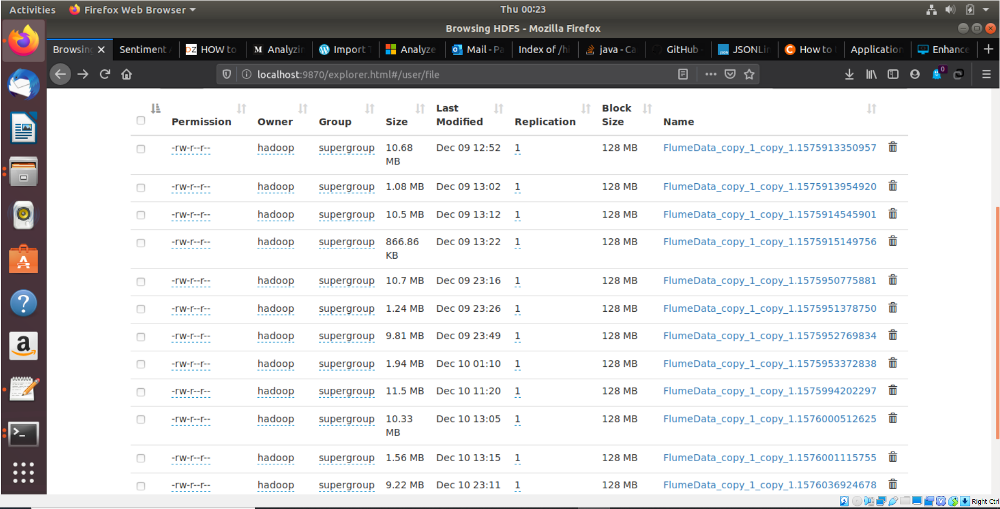 Activities Firefox Web Browser Thu 00:23
Browsing HDFS - Mozilla Firefox
Browsing Sentiment HOW to Analyzin Import Analyze Mail - Pa Index of /hi java - Ca GitHub - JSONLin How to Application Enhance
localhost:9870/explorer.html#/user/file 0
Permission Owner Group Size Last Modified Replication Block Size Name
-rw-r--r-- hadoop supergroup 10.68 MB Dec 09 12:52 1 128 MB FlumeData_copy_1_copy_1.1575913350957
-rw-r--r-- hadoop supergroup 1.08 MB Dec 09 13:02 1 128 MB FlumeData_copy_1_copy_1.1575913954920
-rw-r--r-- hadoop supergroup 10.5 MB Dec 09 13:12 1 128 MB FlumeData_copy_1_copy_1.1575914545901
-rw-r--r-- hadoop supergroup 866.86 KB Dec 09 13:22 1 128 MB FlumeData_copy_1_copy_1.1575915149756
-rw-r--r-- hadoop supergroup 10.7 MB Dec 09 23:16 1 128 MB FlumeData_copy_1_copy_1.1575950775881
-rw-r--r-- hadoop supergroup 1.24 MB Dec 09 23:26 1 128 MB FlumeData_copy_1_copy_1.1575951378750
-rw-r--r-- hadoop supergroup 9.81 MB Dec 09 23:49 1 128 MB FlumeData_copy_1_copy_1.1575952769834
-rw-r--r-- hadoop supergroup 1.94 MB Dec 10 01:10 1 128 MB FlumeData_copy_1_copy_1.1575953372838
-rw-r--r-- hadoop supergroup 11.5 MB Dec 10 11:20 1 128 MB FlumeData_copy_1_copy_1.1575994202297
-rw-r--r-- hadoop supergroup 10.33 MB Dec 10 13:05 1 128 MB FlumeData_copy_1_copy_1.1576000512625
-rw-r--r-- hadoop supergroup 1.56 MB Dec 10 13:15 1 128 MB FlumeData_copy_1_copy_1.1576001115755
-rw-r--r-- hadoop supergroup 9.22 MB Dec 10 23:11 1 128 MB FlumeData_copy_1_copy_1.1576036924678
Right Ctrl